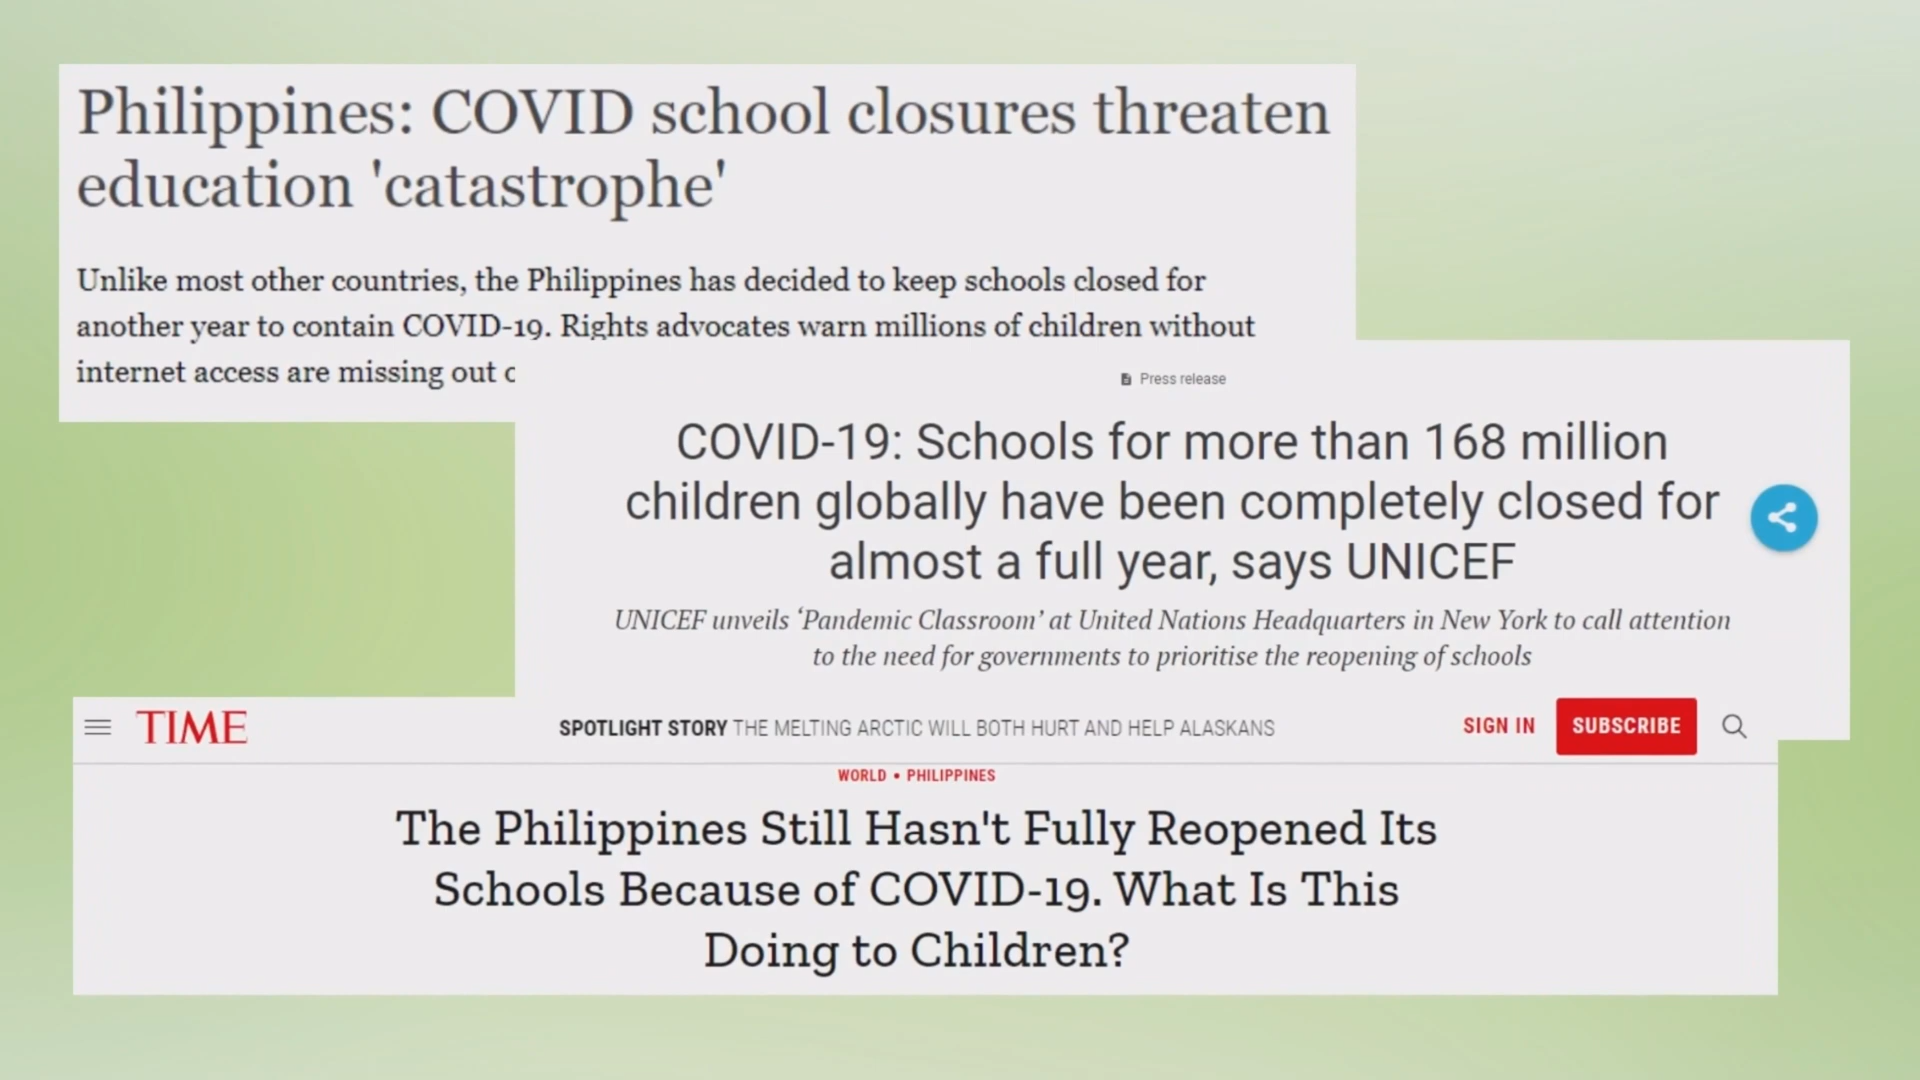 Philippines: COVID school closures threaten
education 'catastrophe'
Unlike most other countries, the Philippines has decided to keep schools closed for
another year to contain COVID-19. Rights advocates warn millions of children without
internet access are missing out
Press release
COVID-19: Schools for more than 168 million
children globally have been completely closed for
almost a full year, says UNICEF
UNICEF unveils ‘Pandemic Classroom’ at United Nations Headquarters in New York to call attention
to the need for governments to prioritise the reopening of schools
TIME
SPOTLIGHT STORY THE MELTING ARCTIC WILL BOTH HURT AND HELP ALASKANS
SIGN IN
SUBSCRIBE
WORLD • PHILIPPINES
The Philippines Still Hasn't Fully Reopened Its
Schools Because of COVID-19. What Is This
Doing to Children?